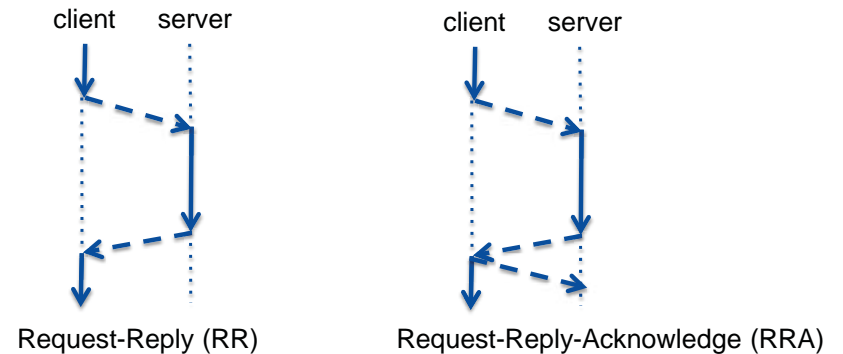 client server
client server
Request-Reply (RR)
Request-Reply-Acknowledge (RRA)